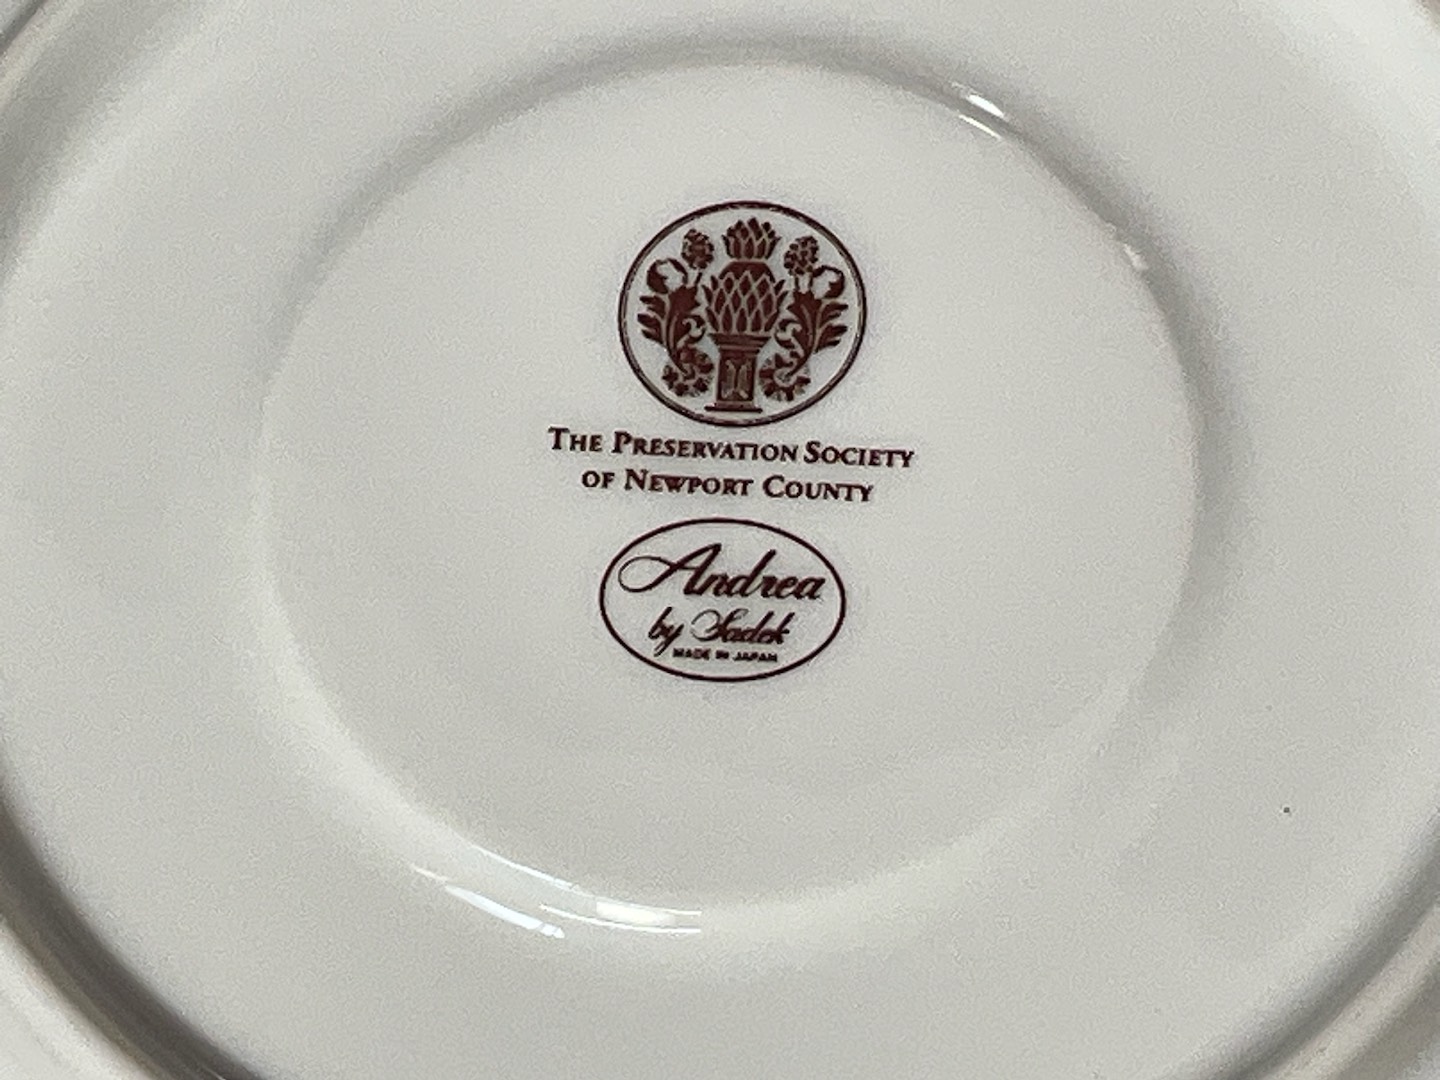 THE PRESERVATION SOCIETY
OF NEWPORT COUNTY
Andrea
by Sadek
MADE IN JAPAN